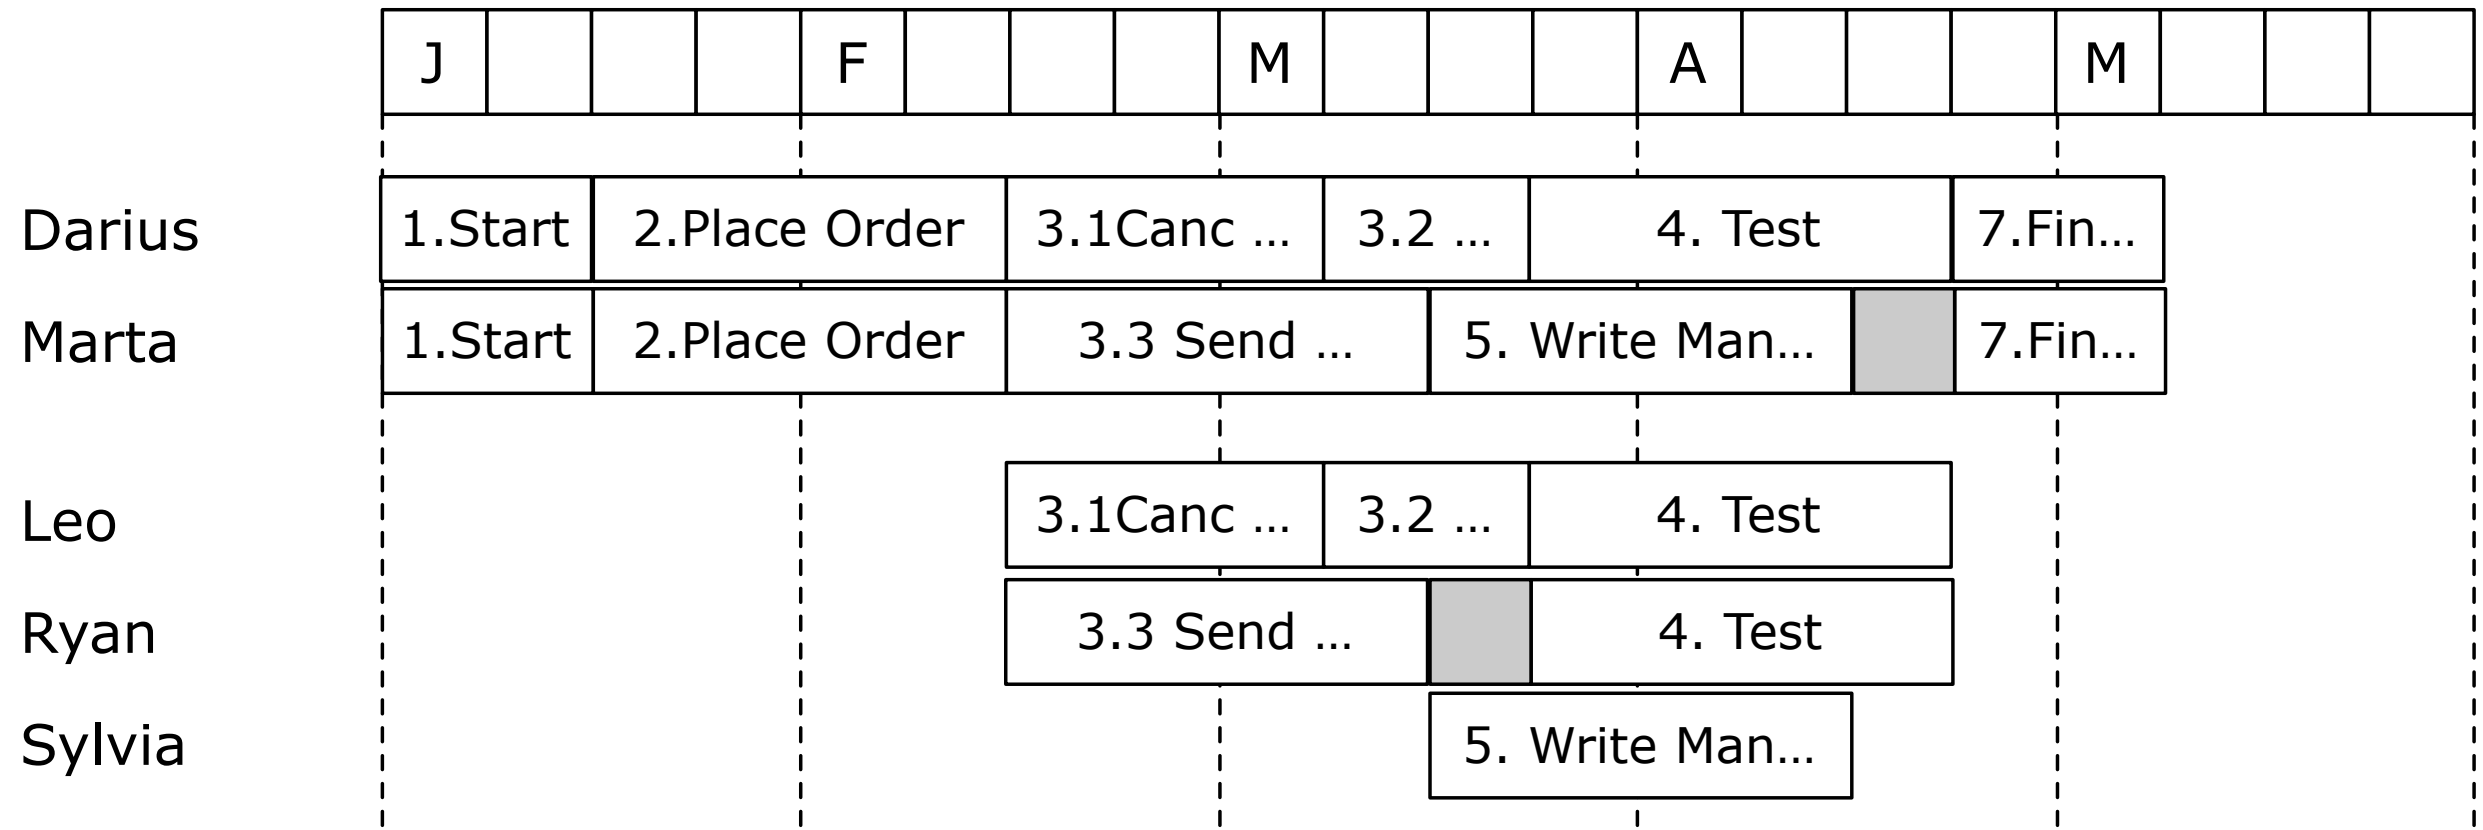 J F M A M
Darius 1.Start 2.Place Order 3.1Canc ... 3.2 ... 4. Test 7.Fin...
Marta 1.Start 2.Place Order 3.3 Send ... 5. Write Man... 7.Fin...
Leo 3.1Canc ... 3.2 ... 4. Test
Ryan 3.3 Send ... 4. Test
Sylvia 5. Write Man...